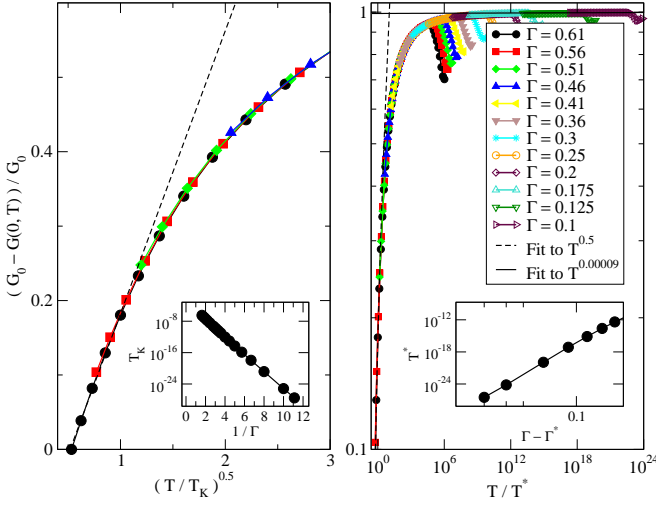 ( G_0 - G(0, T) ) / G_0
0.4
0.2
0
1
2
3
( T / T_K )^0.5
T_K
10^-8
10^-16
10^-24
0 2 4 6 8 10 12
1 / Γ
1
0.1
Γ = 0.61
Γ = 0.56
Γ = 0.51
Γ = 0.46
Γ = 0.41
Γ = 0.36
Γ = 0.3
Γ = 0.25
Γ = 0.2
Γ = 0.175
Γ = 0.125
Γ = 0.1
Fit to T^0.5
Fit to T^0.00009
T^*
10^-12
10^-18
10^-24
0.1
Γ – Γ^*
10^0 10^6 10^12 10^18 10^24
T / T^*